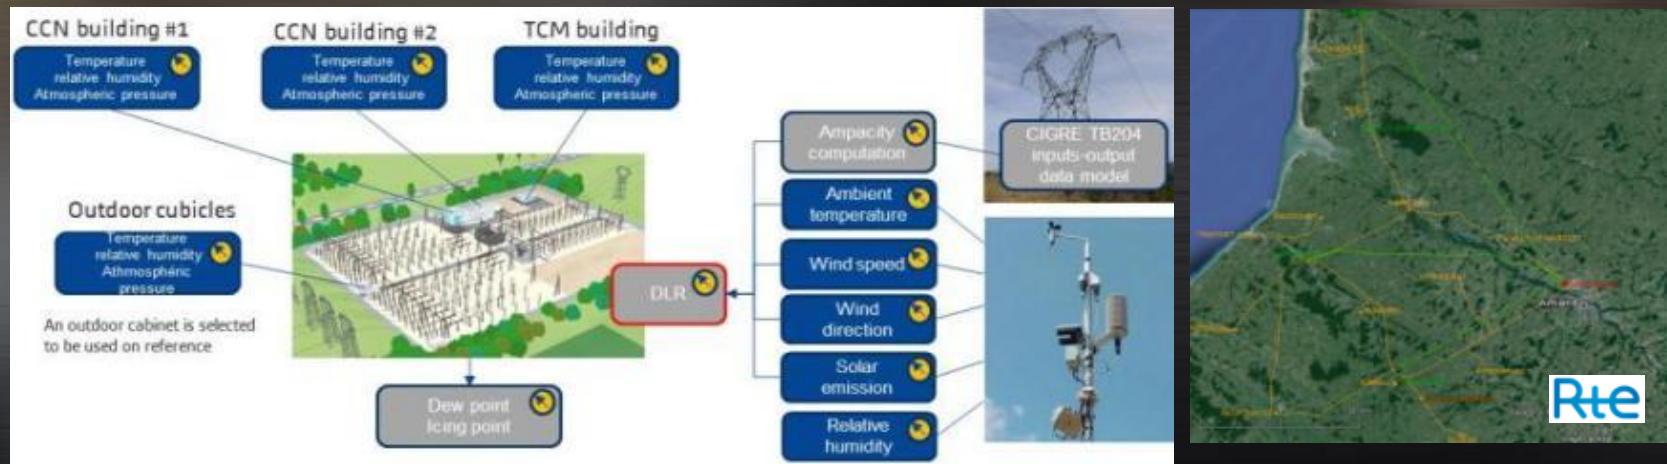 CCN building #1
Temperature
relative humidity
Atmospheric pressure
CCN building #2
Temperature
relative humidity
Atmospheric pressure
TCM building
Temperature
relative humidity
Atmospheric pressure
Outdoor cubicles
Temperature
relative humidity
Athmospheric
pressure
An outdoor cabinet is selected
to be used on reference
DLR
Dew point
Icing point
Ampacity
computation
Ambient
temperature
Wind speed
Wind
direction
Solar
emission
Relative
humidity
CIGRE TB204
inputs-output
data model
Amiens
Rte